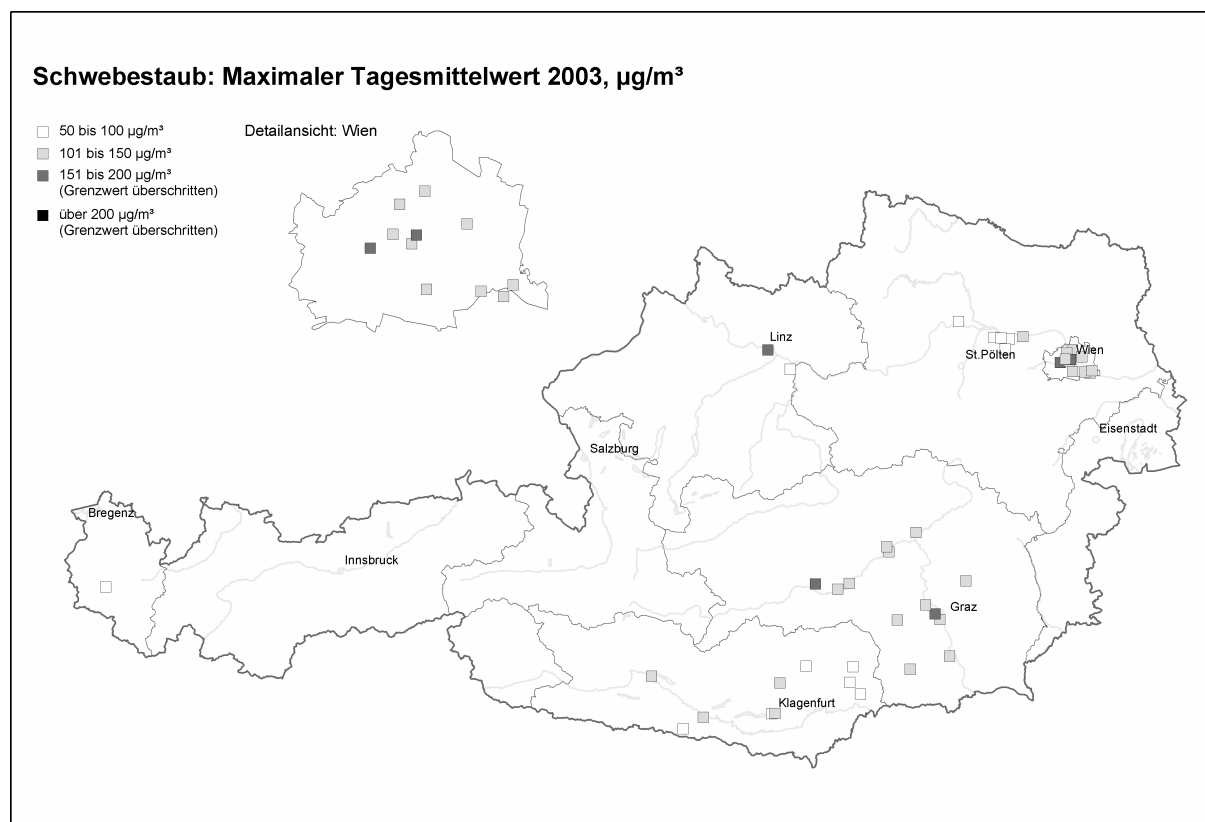 Schwebestaub: Maximaler Tagesmittelwert 2003, µg/m³
50 bis 100 µg/m³
101 bis 150 µg/m³
151 bis 200 µg/m³
(Grenzwert überschritten)
über 200 µg/m³
(Grenzwert überschritten)
Detailansicht: Wien
Linz
St.Pölten
Wien
Eisenstadt
Salzburg
Bregenz
Innsbruck
Graz
Klagenfurt